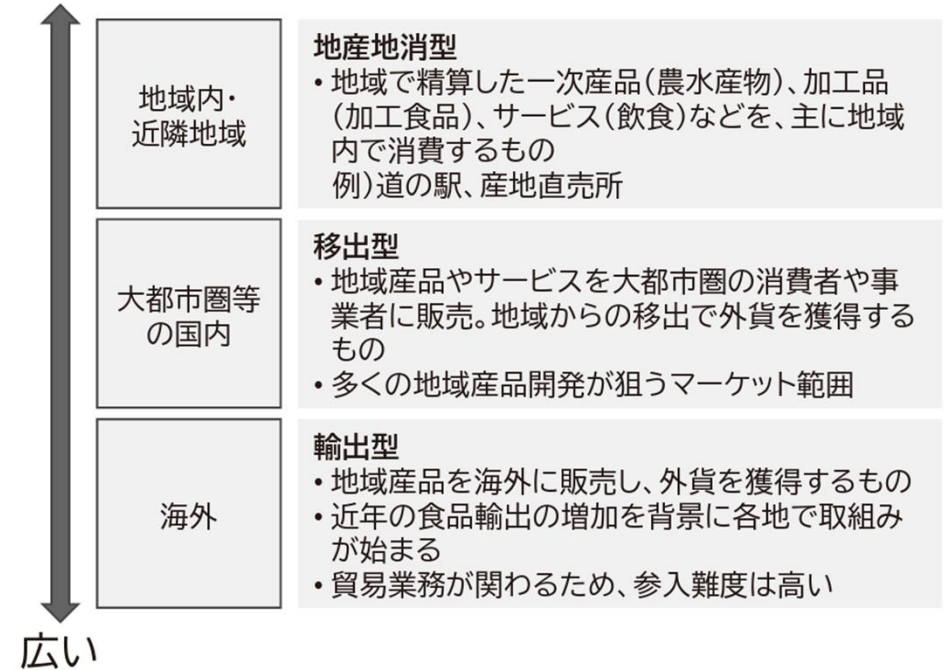 地域内・
近隣地域
地産地消型
• 地域で精算した一次産品（農水産物）、加工品
（加工食品）、サービス（飲食）などを、主に地域
内で消費するもの
例）道の駅、産地直売所
大都市圏等
の国内
移出型
• 地域産品やサービスを大都市圏の消費者や事
業者に販売。地域からの移出で外貨を獲得する
もの
• 多くの地域産品開発が狙うマーケット範囲
海外
輸出型
• 地域産品を海外に販売し、外貨を獲得するもの
• 近年の食品輸出の増加を背景に各地で取組み
が始まる
• 貿易業務が関わるため、参入難度は高い
広い